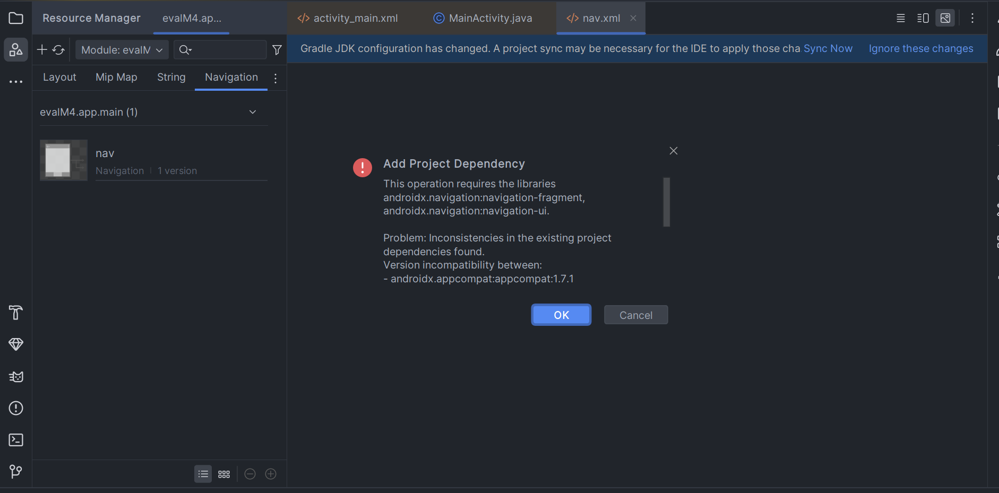 Resource Manager
evalM4.ap...
activity_main.xml
MainActivity.java
nav.xml
Module: evalM
Gradle JDK configuration has changed. A project sync may be necessary for the IDE to apply those cha
Sync Now
Ignore these changes
Layout
Mip Map
String
Navigation
evalM4.app.main (1)
nav
Navigation | 1 version
Add Project Dependency
This operation requires the libraries
androidx.navigation:navigation-fragment,
androidx.navigation:navigation-ui.
Problem: Inconsistencies in the existing project
dependencies found.
Version incompatibility between:
- androidx.appcompat:appcompat:1.7.1
OK
Cancel